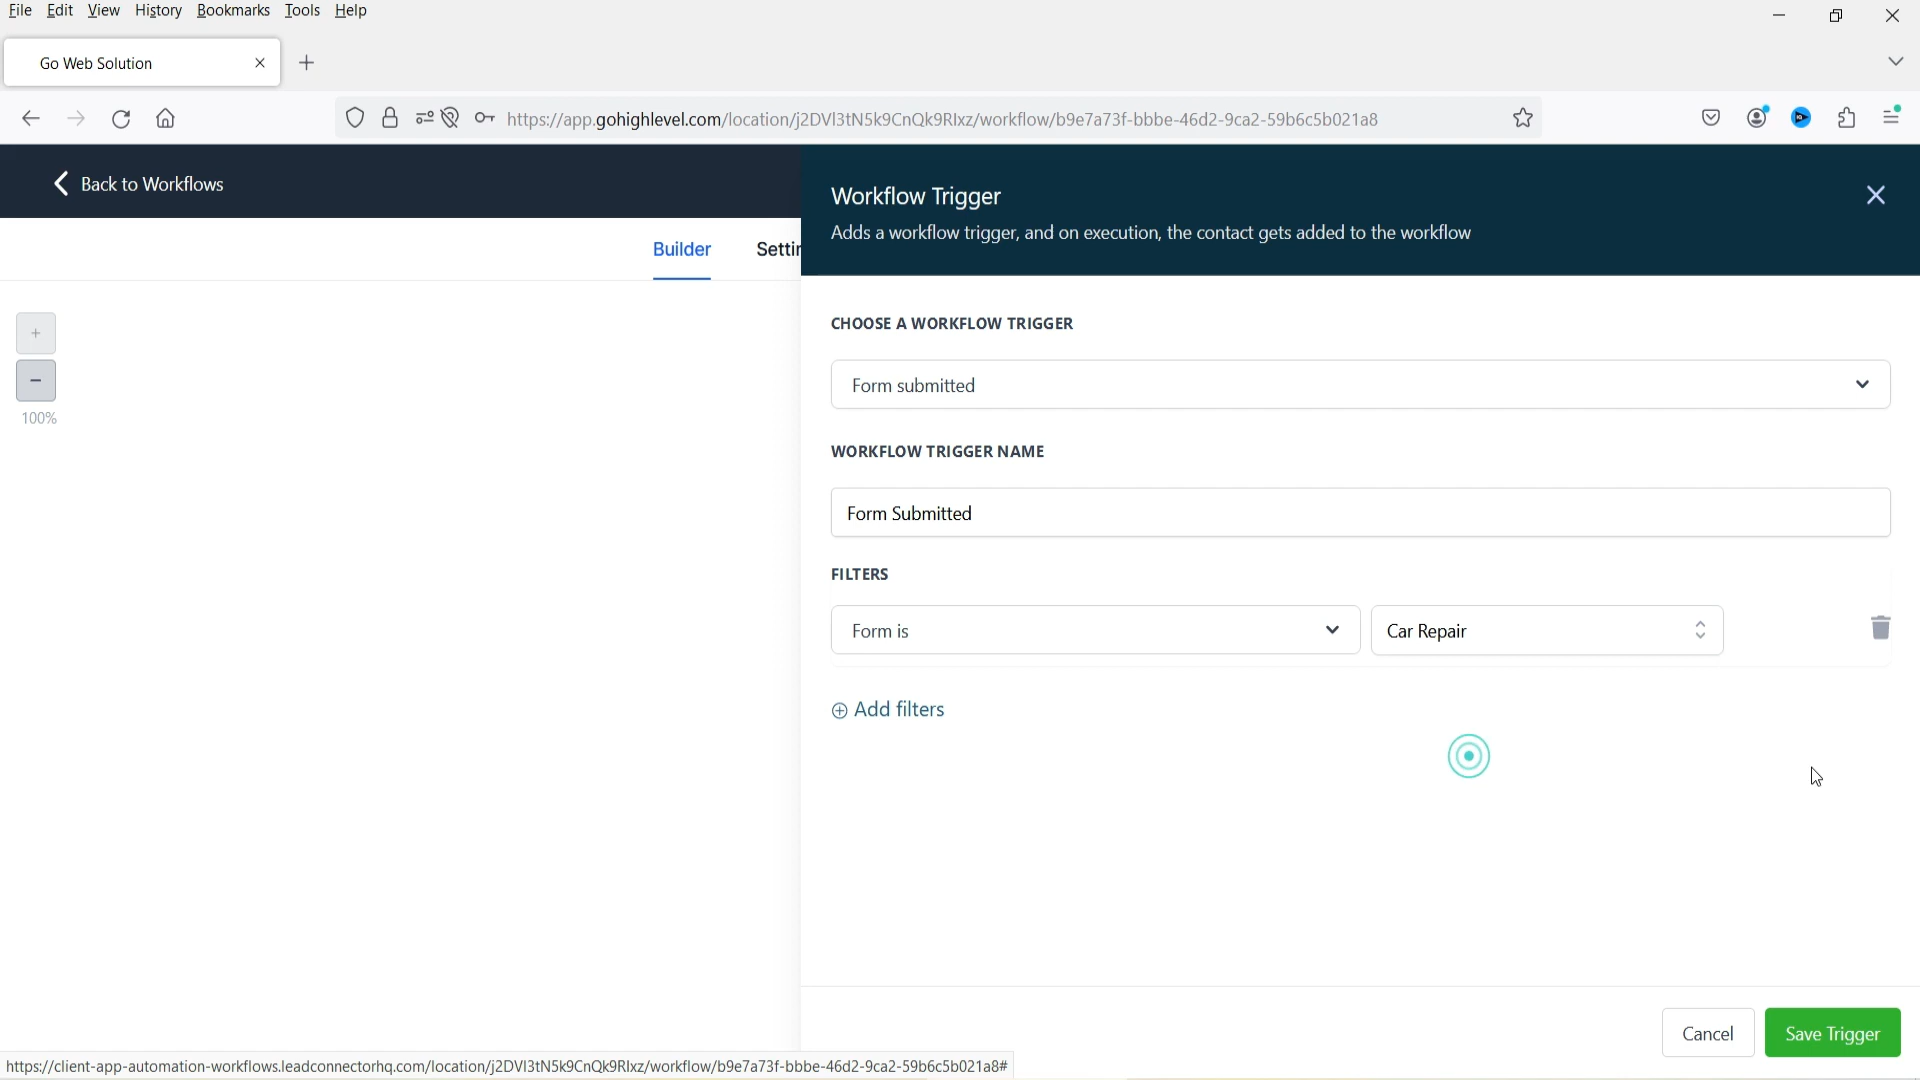 File Edit View History Bookmarks Tools Help
Go Web Solution
https://app.gohighlevel.com/location/j2DVl3tN5k9CnQk9Rlxz/workflow/b9e7a73f-bbbe-46d2-9ca2-59b6c5b021a8
Back to Workflows
Builder Settin
+
−
100%
Workflow Trigger
Adds a workflow trigger, and on execution, the contact gets added to the workflow
CHOOSE A WORKFLOW TRIGGER
Form submitted
WORKFLOW TRIGGER NAME
Form Submitted
FILTERS
Form is
Car Repair
Add filters
Cancel
Save Trigger
https://client-app-automation-workflows.leadconnectorhq.com/location/j2DVl3tN5k9CnQk9Rlxz/workflow/b9e7a73f-bbbe-46d2-9ca2-59b6c5b021a8#